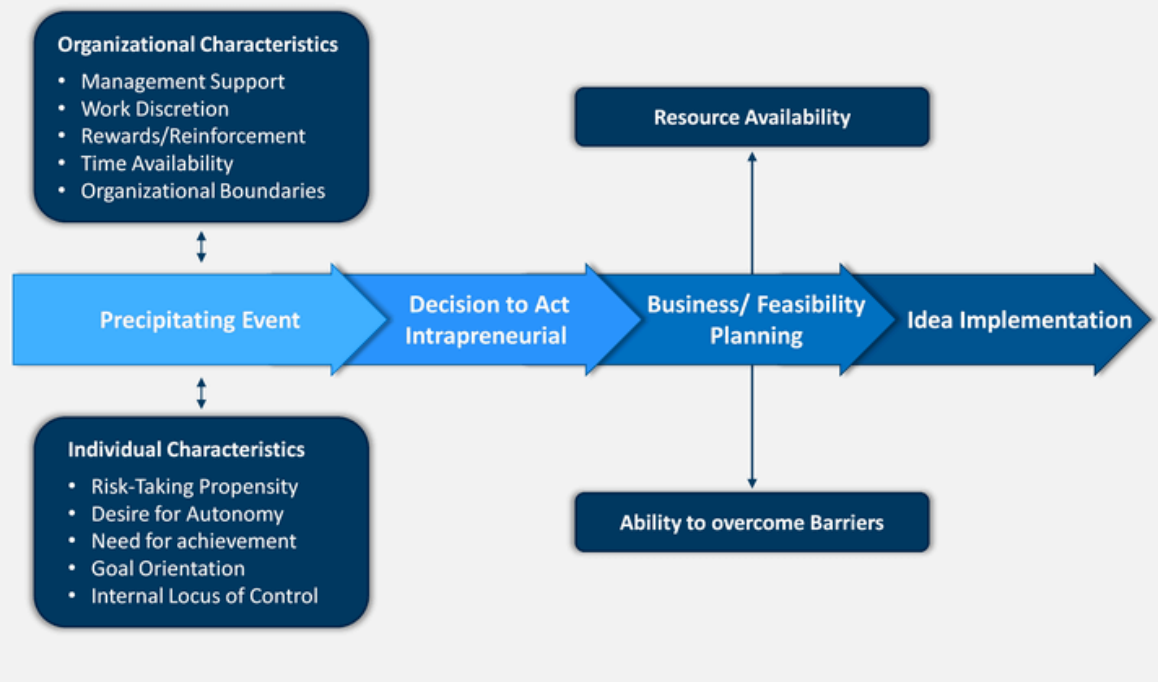 Organizational Characteristics
• Management Support
• Work Discretion
• Rewards/Reinforcement
• Time Availability
• Organizational Boundaries
Resource Availability
Precipitating Event
Decision to Act
Intrapreneurial
Business/ Feasibility
Planning
Idea Implementation
Individual Characteristics
• Risk-Taking Propensity
• Desire for Autonomy
• Need for achievement
• Goal Orientation
• Internal Locus of Control
Ability to overcome Barriers